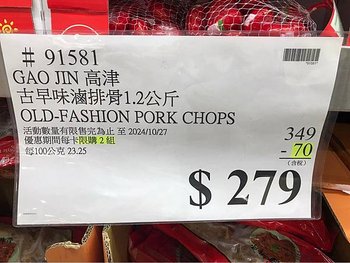 # 91581
GAO JIN 高津
古早味滷排骨1.2公斤
OLD-FASHION PORK CHOPS
活動數量有限售完為止 至 2024/10/27
優惠期間每卡限購 2 組
每100公克 23.25
349
- 70
(含稅)
$ 279